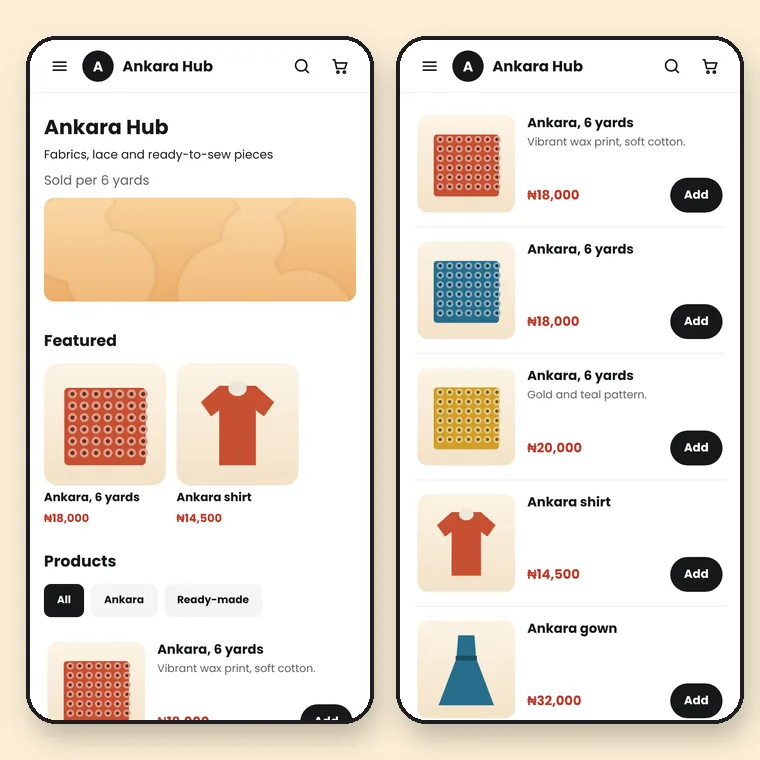 A Ankara Hub
Ankara Hub
Fabrics, lace and ready-to-sew pieces
Sold per 6 yards
Featured
Ankara, 6 yards
₦18,000
Ankara shirt
₦14,500
Products
All Ankara Ready-made
Ankara, 6 yards
Vibrant wax print, soft cotton.
₦18,000 Add
A Ankara Hub
Ankara, 6 yards
Vibrant wax print, soft cotton.
₦18,000 Add
Ankara, 6 yards
₦18,000 Add
Ankara, 6 yards
Gold and teal pattern.
₦20,000 Add
Ankara shirt
₦14,500 Add
Ankara gown
₦32,000 Add